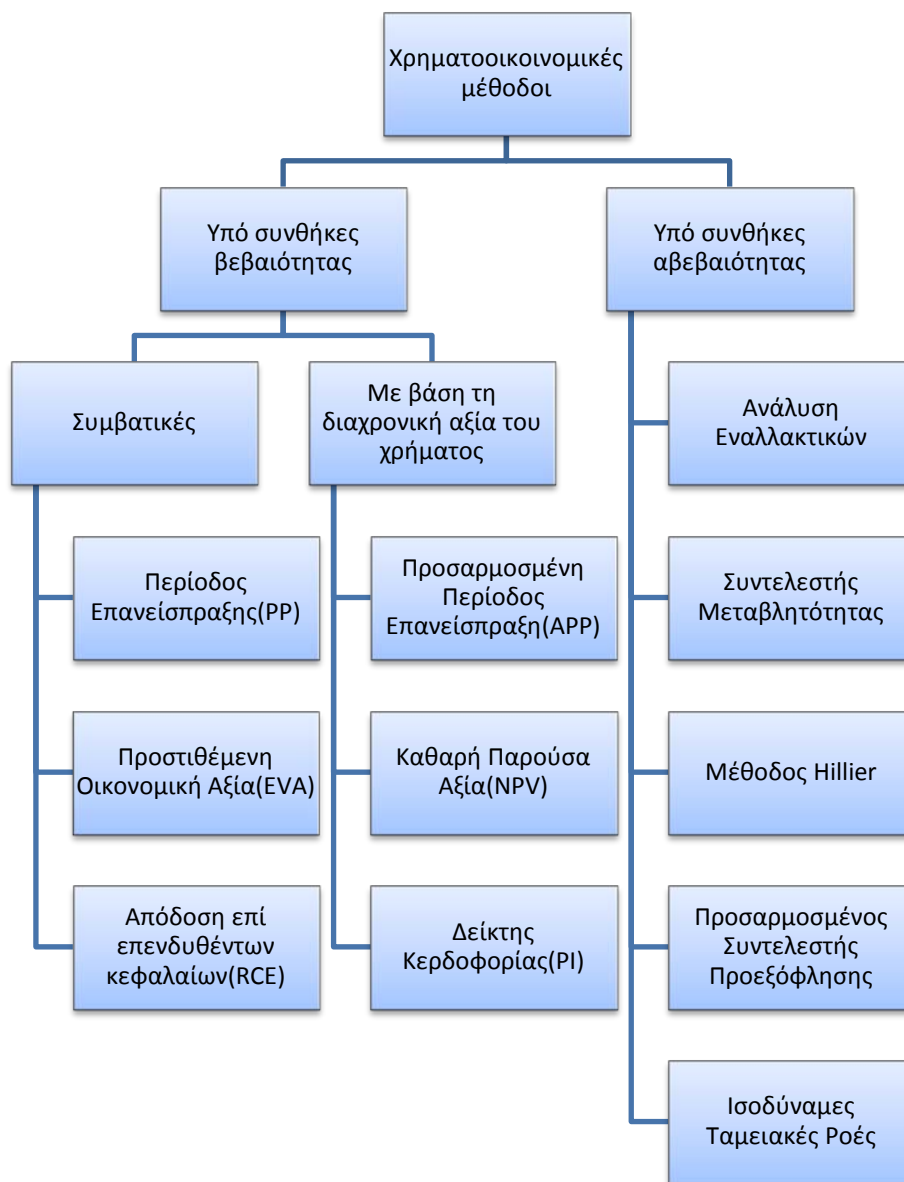 Χρηματοοικοινομικές
μέθοδοι
Υπό συνθήκες
βεβαιότητας
Υπό συνθήκες
αβεβαιότητας
Συμβατικές
Με βάση τη
διαχρονική αξία του
χρήματος
Ανάλυση
Εναλλακτικών
Περίοδος
Επανείσπραξης(PP)
Προσαρμοσμένη
Περίοδος
Επανείσπραξη(APP)
Συντελεστής
Μεταβλητότητας
Προστιθέμενη
Οικονομική Αξία(EVA)
Καθαρή Παρούσα
Αξία(NPV)
Μέθοδος Hillier
Απόδοση επί
επενδυθέντων
κεφαλαίων(RCE)
Δείκτης
Κερδοφορίας(PI)
Προσαρμοσμένος
Συντελεστής
Προεξόφλησης
Ισοδύναμες
Ταμειακές Ροές